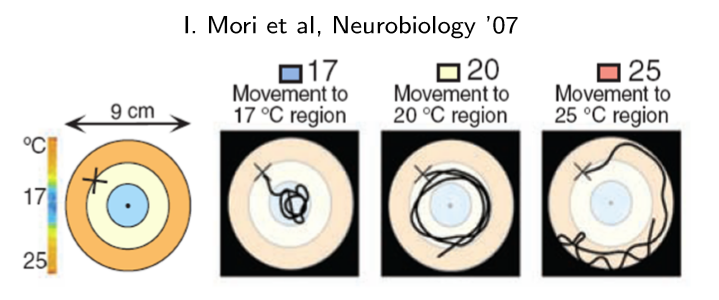 I. Mori et al, Neurobiology '07
9 cm
°C
17
25
17
Movement to
17 °C region
20
Movement to
20 °C region
25
Movement to
25 °C region